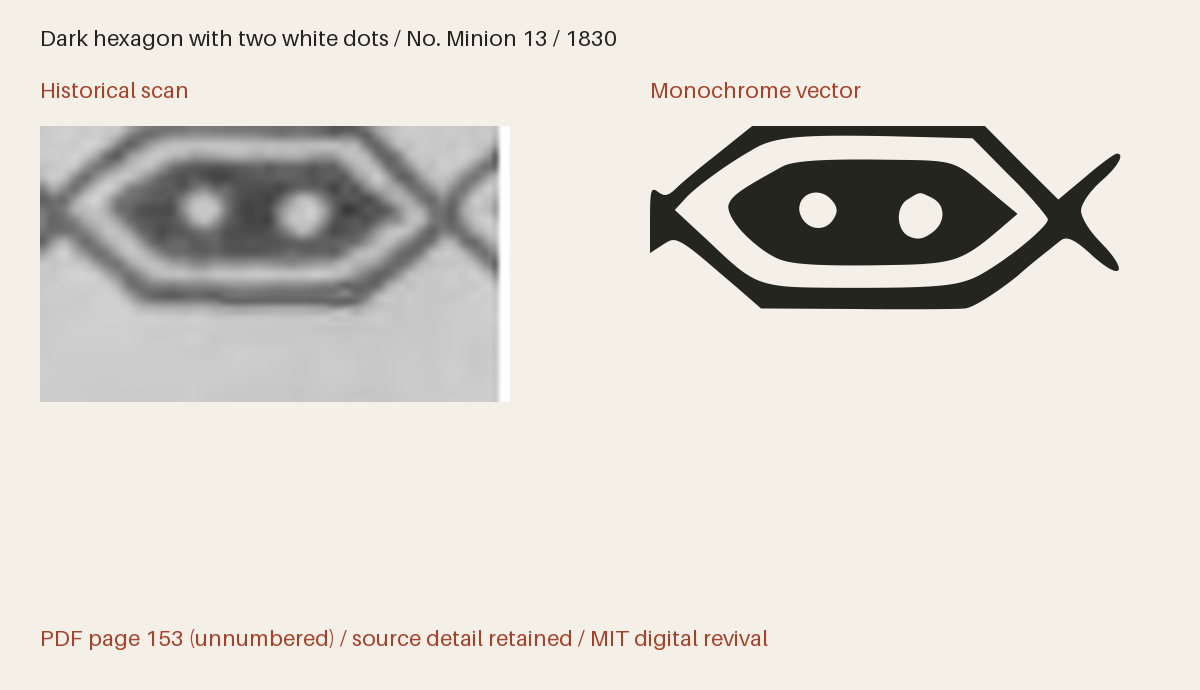 Dark hexagon with two white dots / No. Minion 13 / 1830
Historical scan
Monochrome vector
PDF page 153 (unnumbered) / source detail retained / MIT digital revival